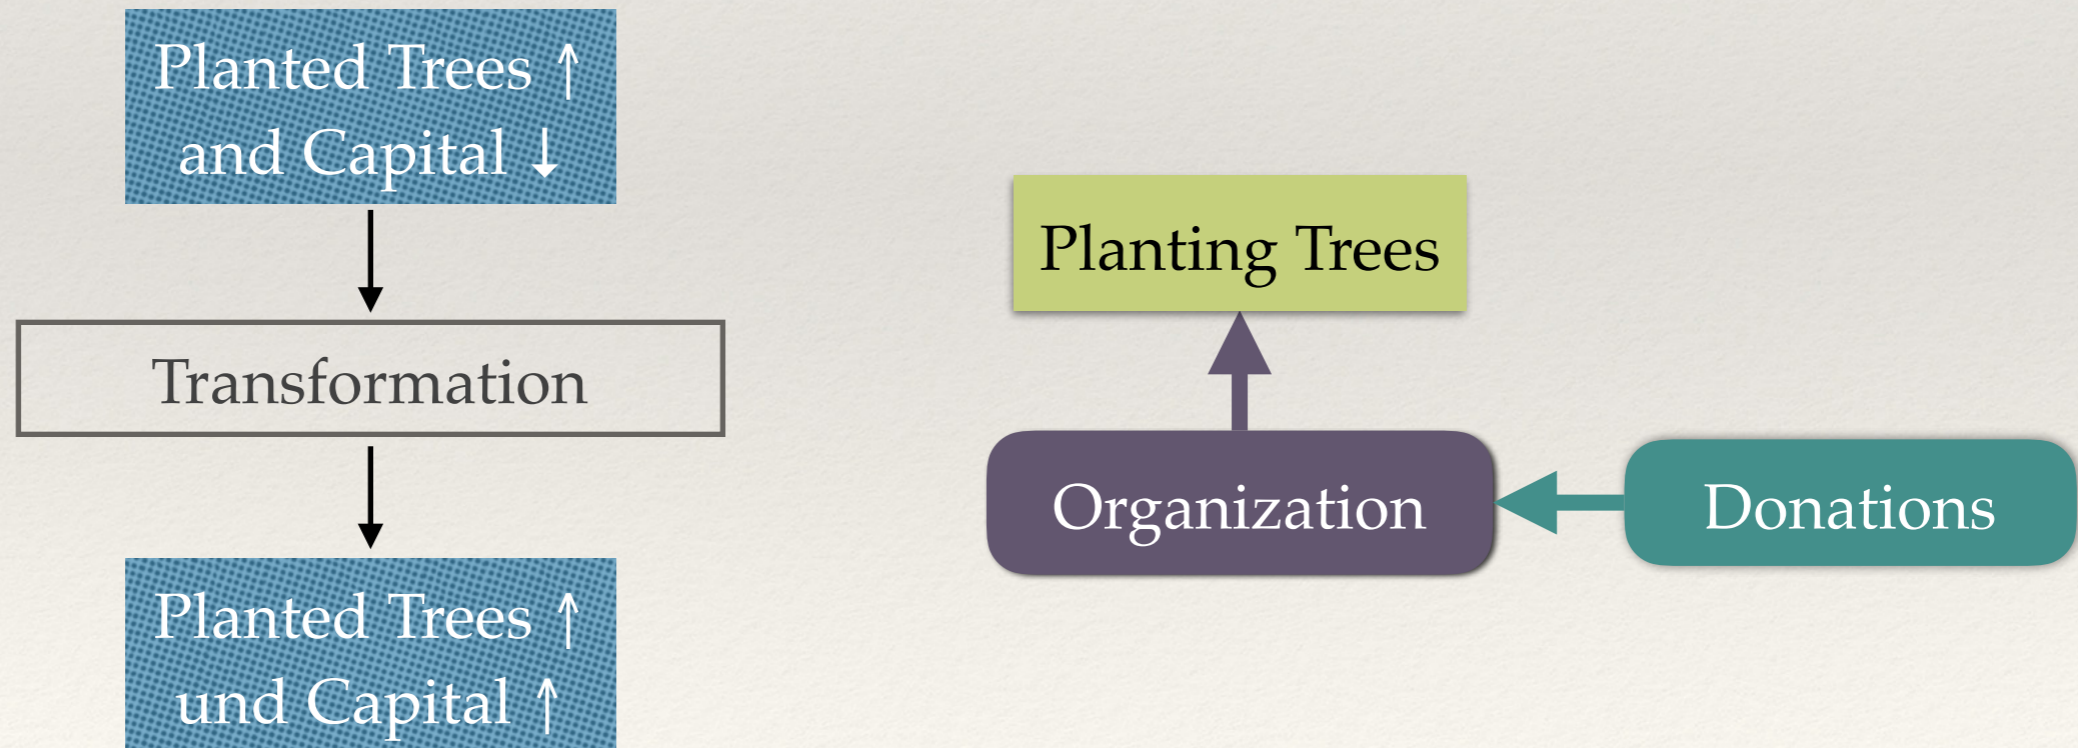 Planted Trees ↑
and Capital ↓
Transformation
Planted Trees ↑
und Capital ↑
Planting Trees
Organization
Donations